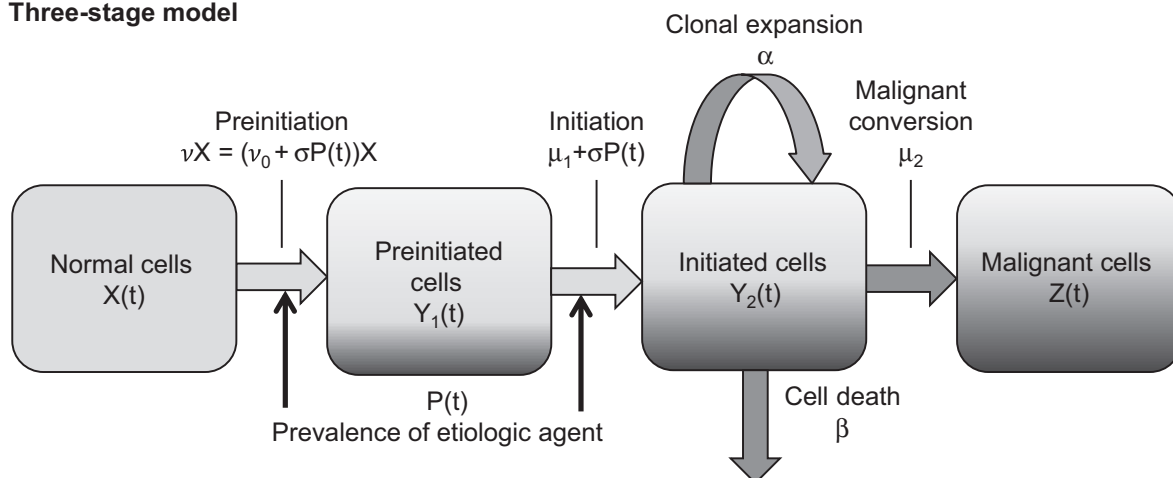 Three-stage model
Clonal expansion
α
Preinitiation
νX = (ν₀ + σP(t))X
Initiation
μ₁+σP(t)
Malignant
conversion
μ₂
Normal cells
X(t)
Preinitiated
cells
Y₁(t)
Initiated cells
Y₂(t)
Malignant cells
Z(t)
P(t)
Prevalence of etiologic agent
Cell death
β